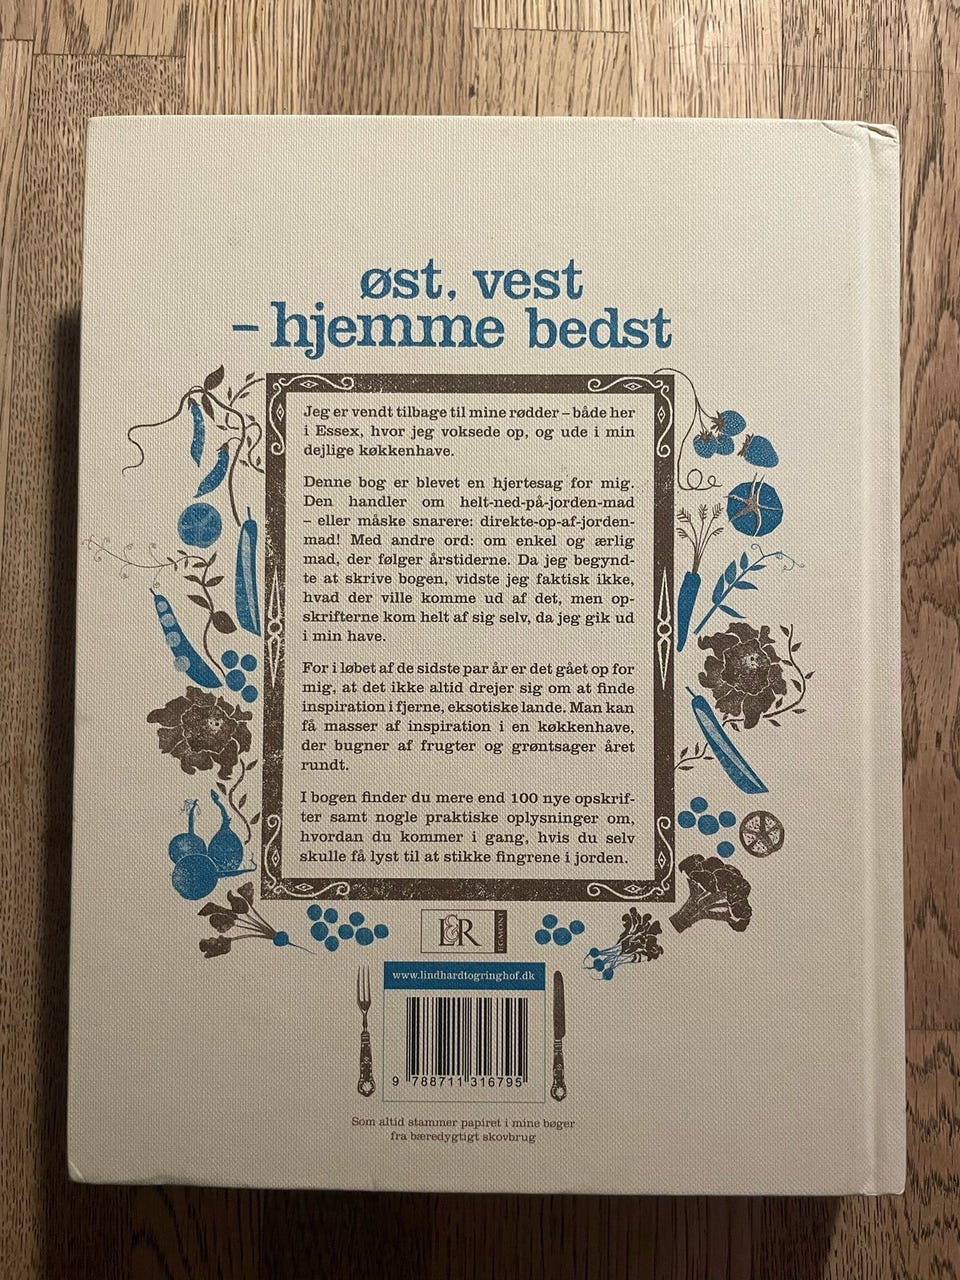 øst, vest
– hjemme bedst
Jeg er vendt tilbage til mine rødder – både her
i Essex, hvor jeg voksede op, og ude i min
dejlige køkkenhave.
Denne bog er blevet en hjertesag for mig.
Den handler om helt-ned-på-jorden-mad
– eller måske snarere: direkte-op-af-jorden-
mad! Med andre ord: om enkel og ærlig
mad, der følger årstiderne. Da jeg begynd-
te at skrive bogen, vidste jeg faktisk ikke,
hvad der ville komme ud af det, men op-
skrifterne kom helt af sig selv, da jeg gik ud
i min have.
For i løbet af de sidste par år er det gået op for
mig, at det ikke altid drejer sig om at finde
inspiration i fjerne, eksotiske lande. Man kan
få masser af inspiration i en køkkenhave,
der bugner af frugter og grøntsager året
rundt.
I bogen finder du mere end 100 nye opskrif-
ter samt nogle praktiske oplysninger om,
hvordan du kommer i gang, hvis du selv
skulle få lyst til at stikke fingrene i jorden.
L&R EGMONT
www.lindhardtogringhof.dk
9 788711 316795
Som altid stammer papiret i mine bøger
fra bæredygtigt skovbrug